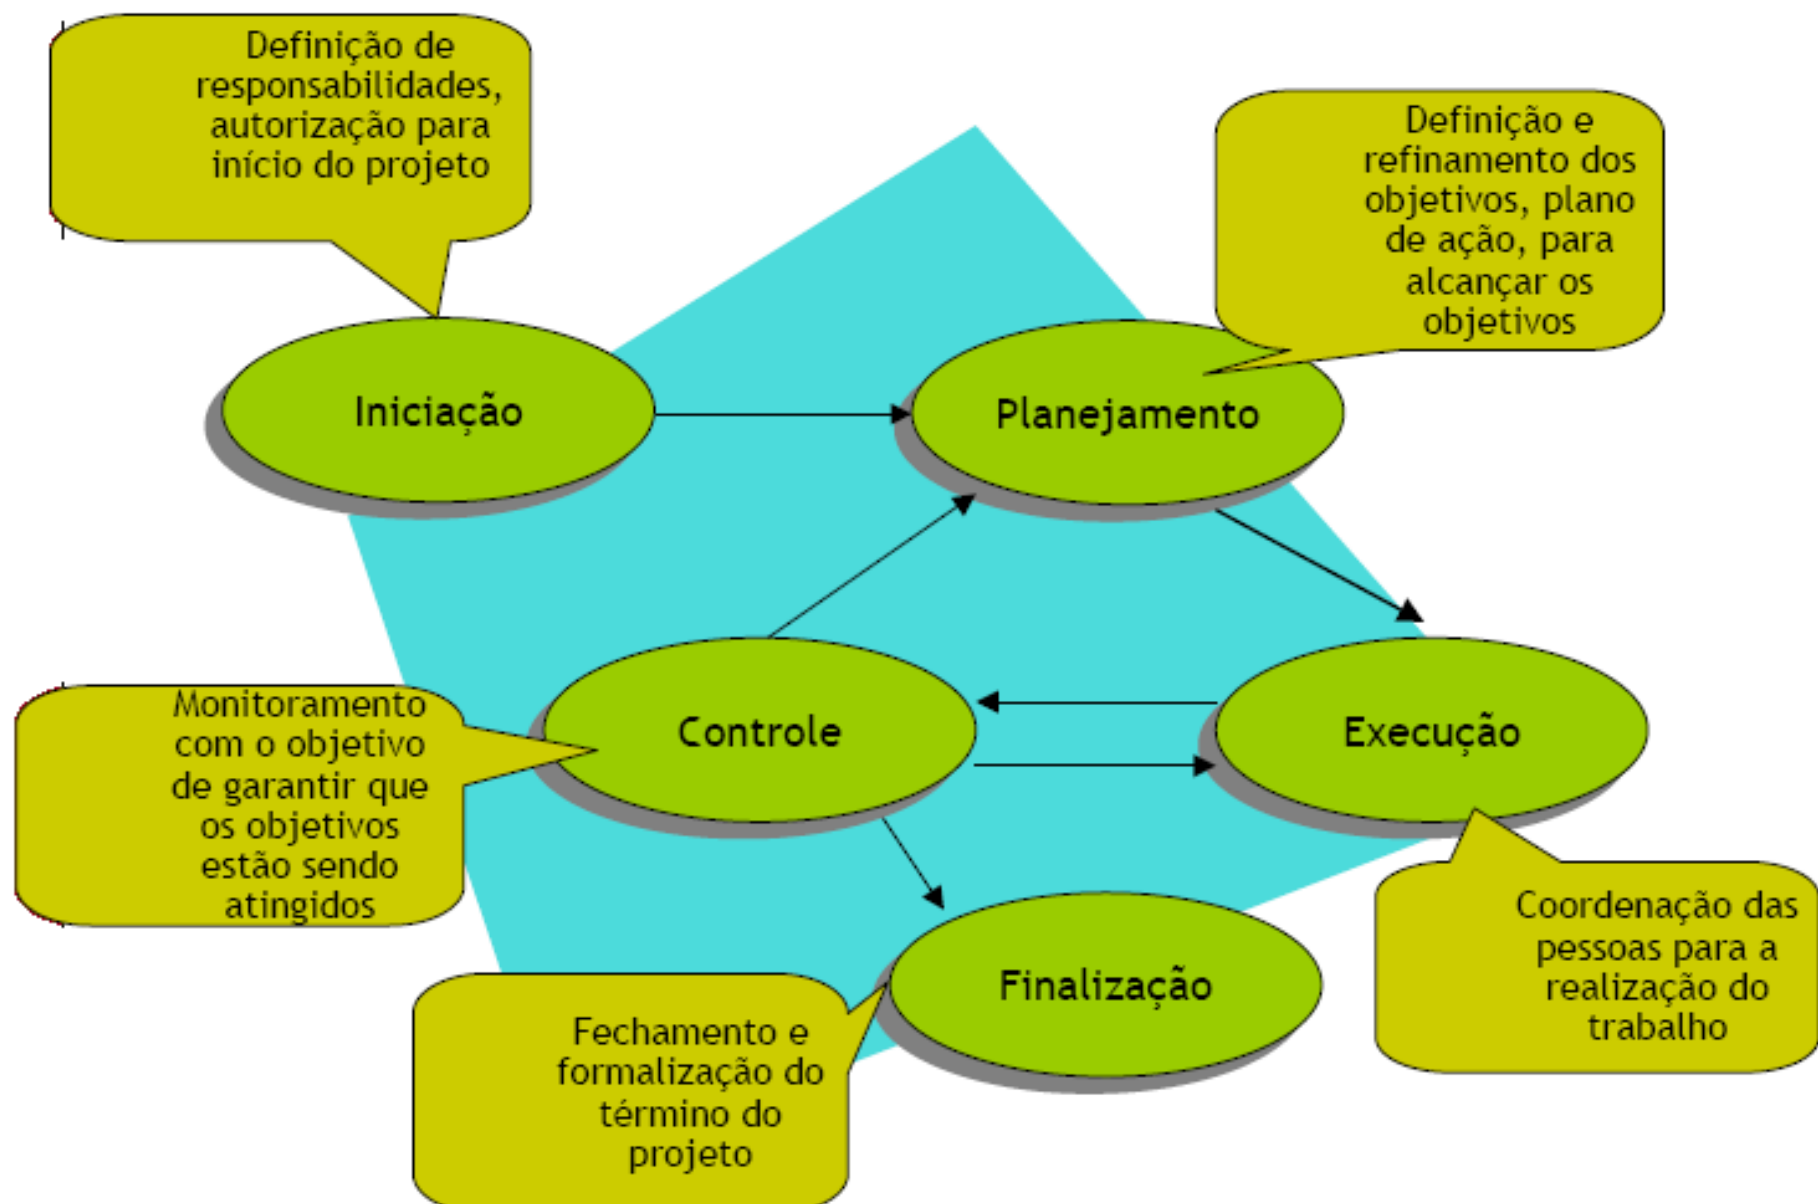 Definição de
responsabilidades,
autorização para
início do projeto
Definição e
refinamento dos
objetivos, plano
de ação, para
alcançar os
objetivos
Iniciação
Planejamento
Monitoramento
com o objetivo
de garantir que
os objetivos
estão sendo
atingidos
Controle
Execução
Coordenação das
pessoas para a
realização do
trabalho
Finalização
Fechamento e
formalização do
término do
projeto